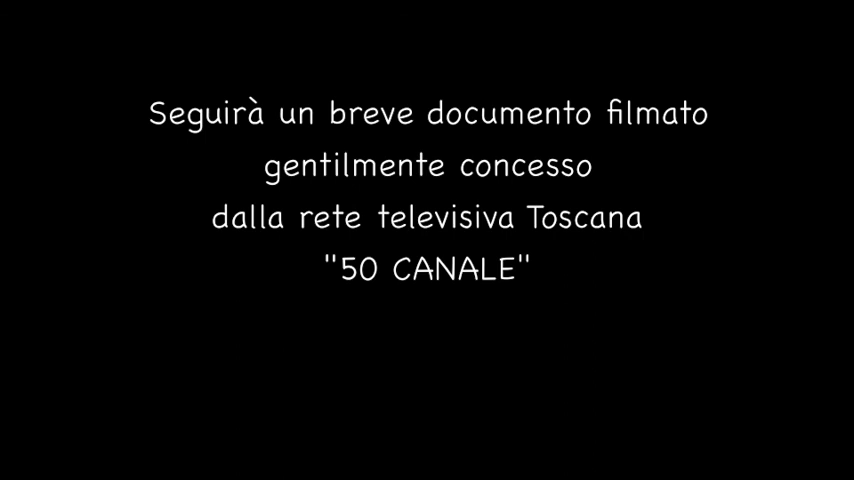 Seguirà un breve documento filmato
gentilmente concesso
dalla rete televisiva Toscana
"50 CANALE"